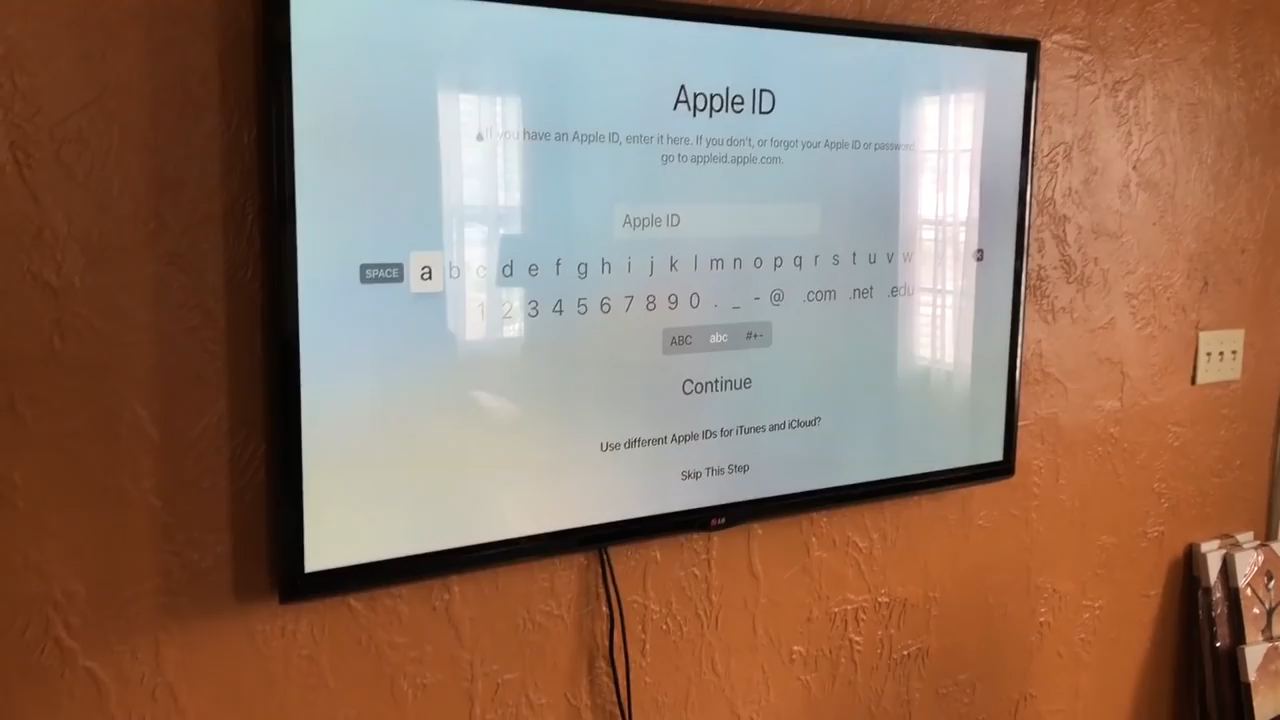 Apple ID
If you have an Apple ID, enter it here. If you don't, or forgot your Apple ID or password
go to appleid.apple.com.
Apple ID
SPACE a b c d e f g h i j k l m n o p q r s t u v w
1 2 3 4 5 6 7 8 9 0 . _ - @ .com .net .edu
ABC abc #+-
Continue
Use different Apple IDs for iTunes and iCloud?
Skip This Step
LG